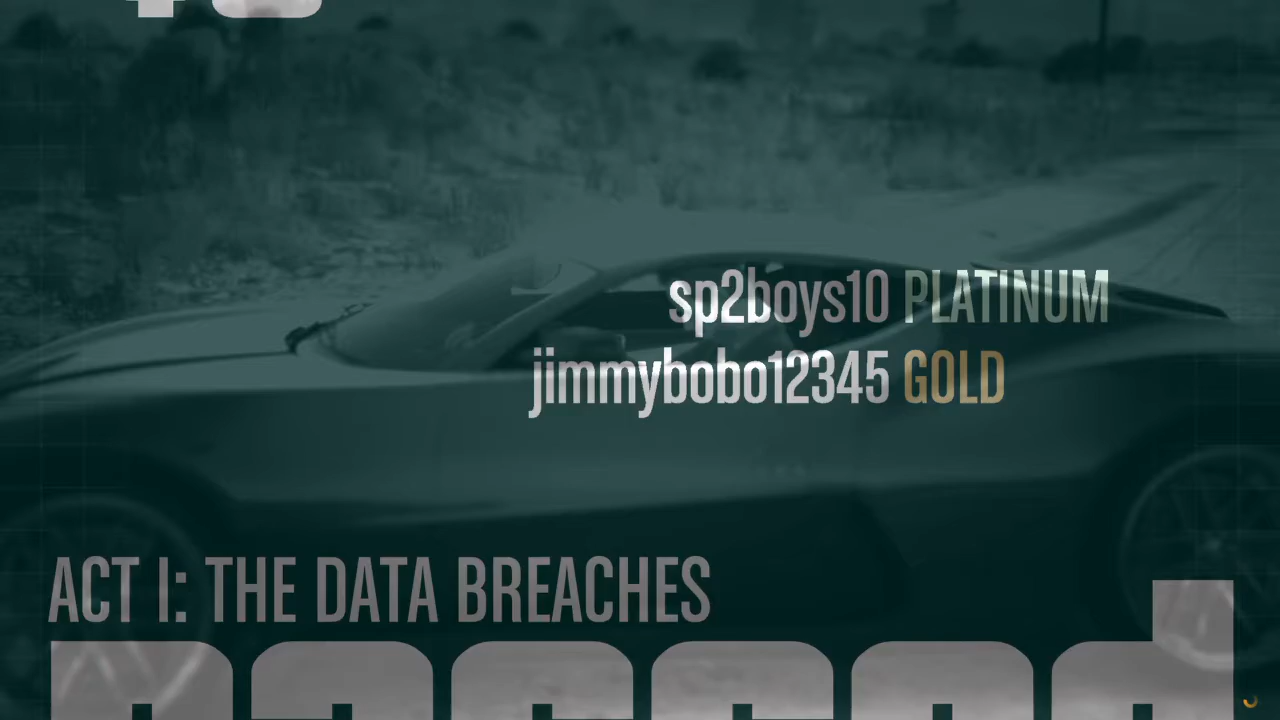 sp2boys10 PLATINUM
jimmybobo12345 GOLD
ACT I: THE DATA BREACHES